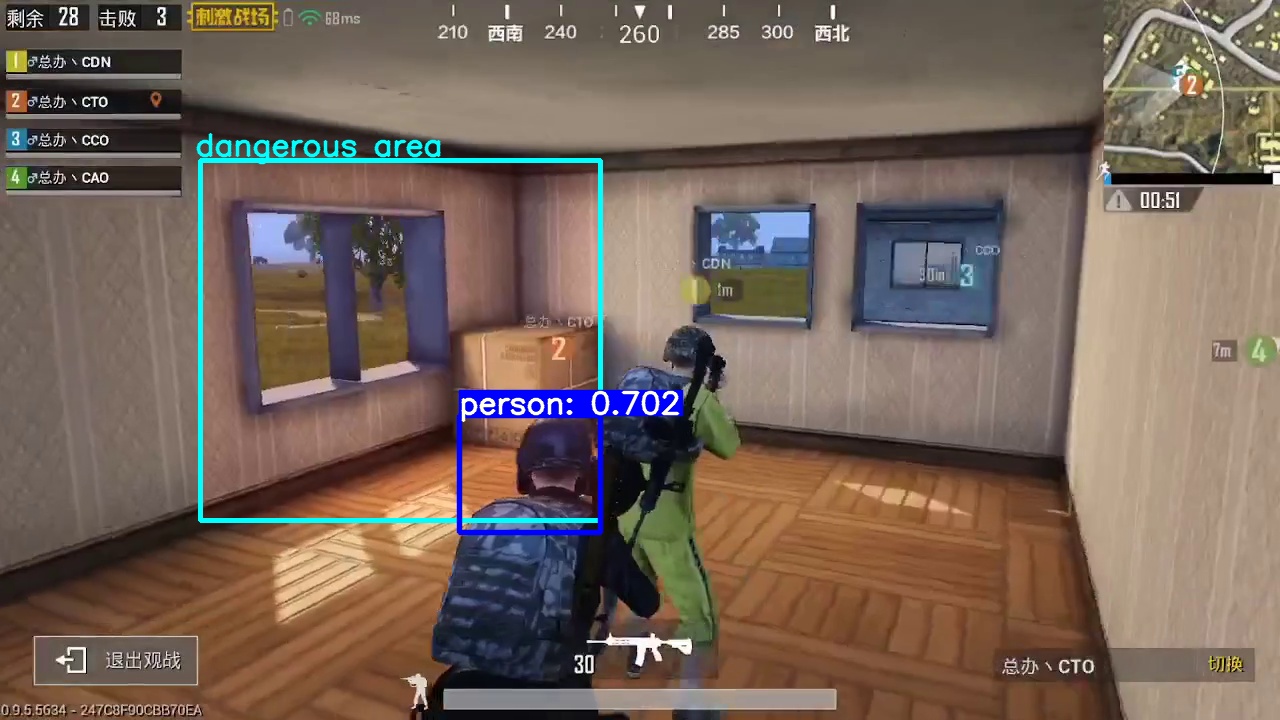 剩余 28 击败 3 刺激战场 68ms
210 西南 240 260 285 300 西北
1 ♂总办丶CDN
2 ♂总办丶CTO
3 ♂总办丶CCO
4 ♂总办丶CAO
2
00:51
dangerous area
CDN
1m
CCO
30m 3
总办丶CTO
2
7m 4
person: 0.702
30
退出观战
总办丶CTO 切换
0.9.5.5634 - 247C8F90CBB70EA